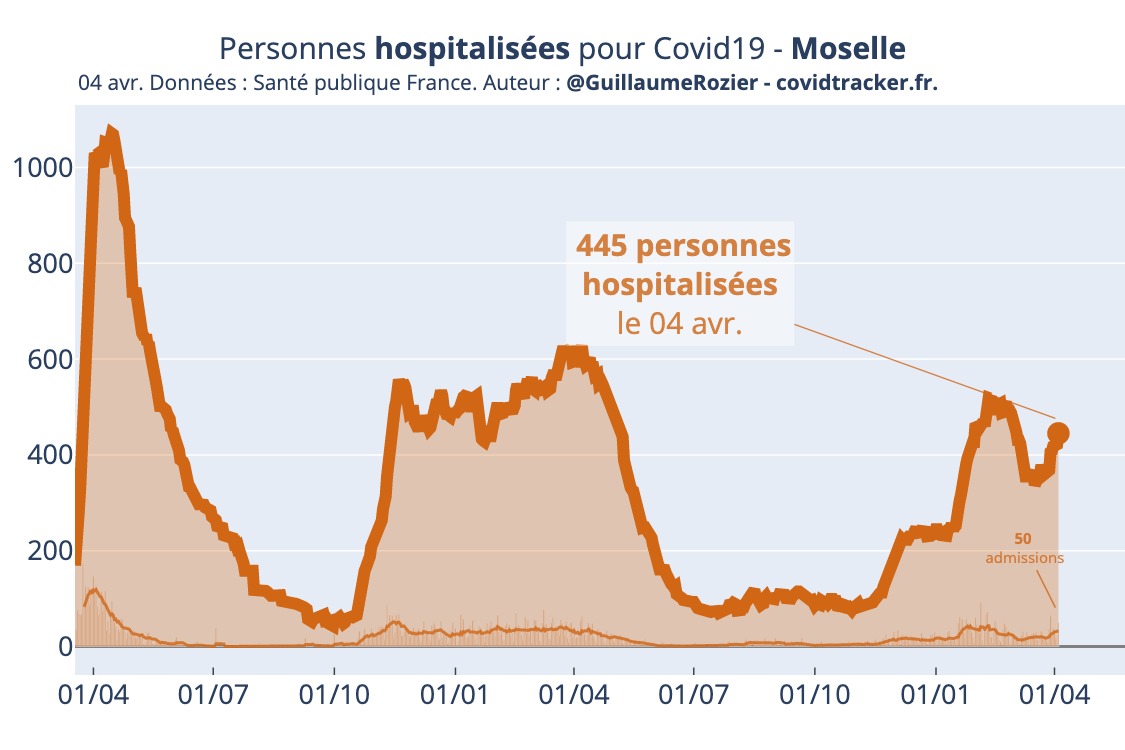 Personnes hospitalisées pour Covid19 - Moselle
04 avr. Données : Santé publique France. Auteur : @GuillaumeRozier - covidtracker.fr.
1000
800
600
400
200
0
445 personnes
hospitalisées
le 04 avr.
50
admissions
01/04 01/07 01/10 01/01 01/04 01/07 01/10 01/01 01/04